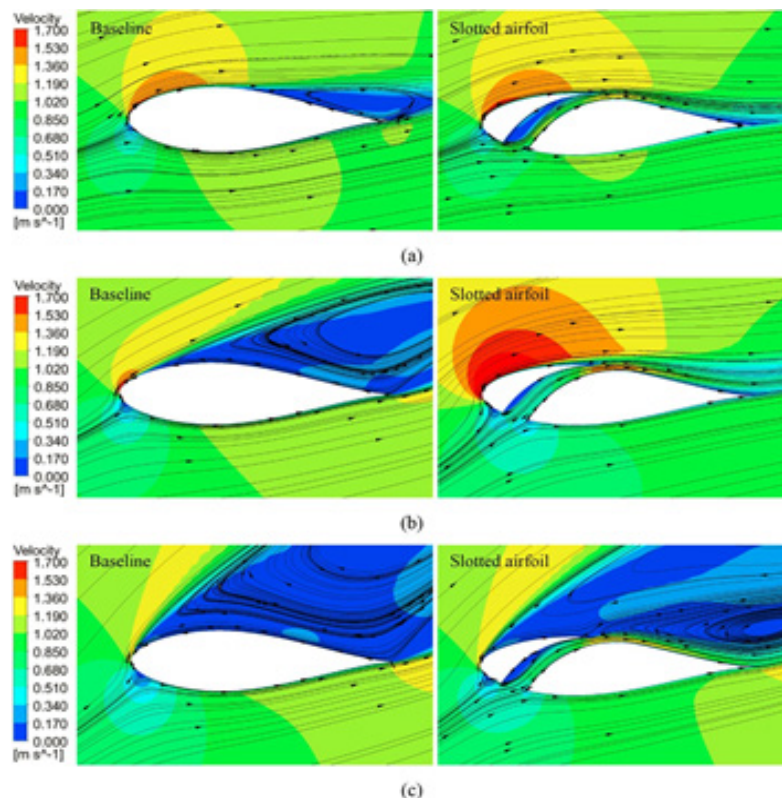 Velocity
1.700
1.530
1.360
1.190
1.020
0.850
0.680
0.510
0.340
0.170
0.000
[m s^-1]
Baseline
Slotted airfoil
(a)
Velocity
1.700
1.530
1.360
1.190
1.020
0.850
0.680
0.510
0.340
0.170
0.000
[m s^-1]
Baseline
Slotted airfoil
(b)
Velocity
1.700
1.530
1.360
1.190
1.020
0.850
0.680
0.510
0.340
0.170
0.000
[m s^-1]
Baseline
Slotted airfoil
(c)